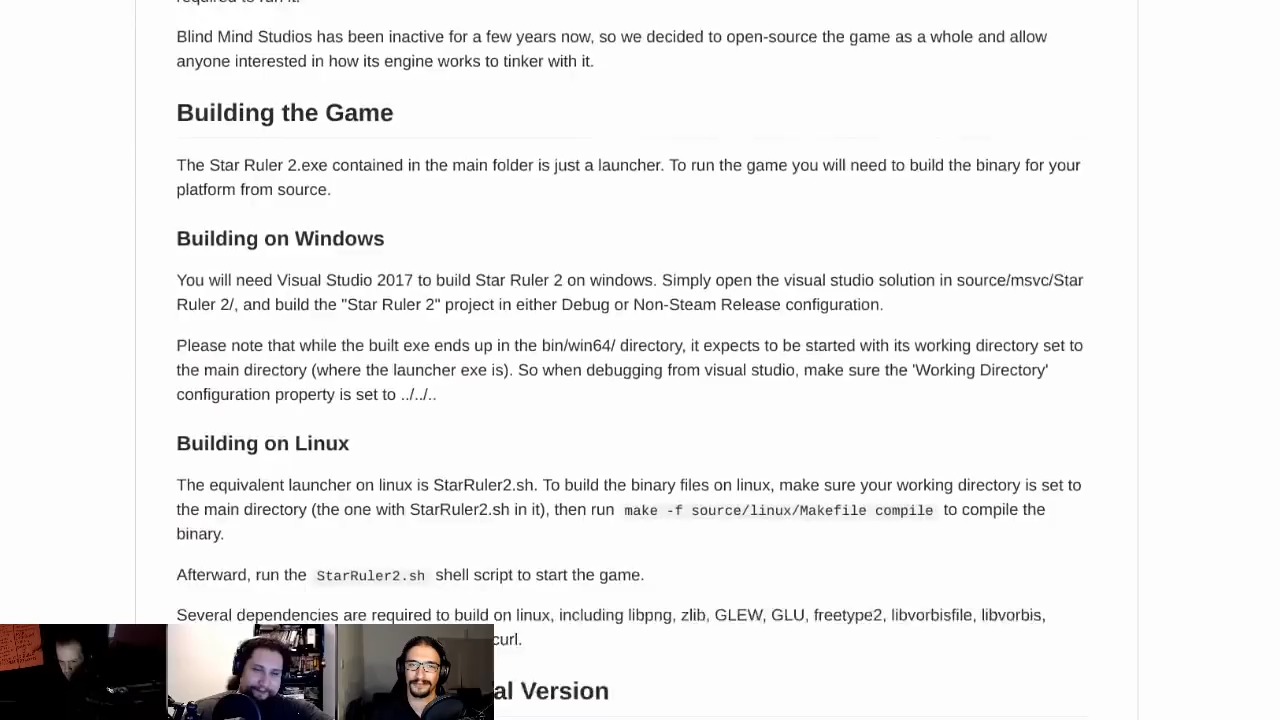 Blind Mind Studios has been inactive for a few years now, so we decided to open-source the game as a whole and allow
anyone interested in how its engine works to tinker with it.
Building the Game
The Star Ruler 2.exe contained in the main folder is just a launcher. To run the game you will need to build the binary for your
platform from source.
Building on Windows
You will need Visual Studio 2017 to build Star Ruler 2 on windows. Simply open the visual studio solution in source/msvc/Star
Ruler 2/, and build the "Star Ruler 2" project in either Debug or Non-Steam Release configuration.
Please note that while the built exe ends up in the bin/win64/ directory, it expects to be started with its working directory set to
the main directory (where the launcher exe is). So when debugging from visual studio, make sure the 'Working Directory'
configuration property is set to ../../..
Building on Linux
The equivalent launcher on linux is StarRuler2.sh. To build the binary files on linux, make sure your working directory is set to
the main directory (the one with StarRuler2.sh in it), then run make -f source/linux/Makefile compile to compile the
binary.
Afterward, run the StarRuler2.sh shell script to start the game.
Several dependencies are required to build on linux, including libpng, zlib, GLEW, GLU, freetype2, libvorbisfile, libvorbis,
curl.
al Version